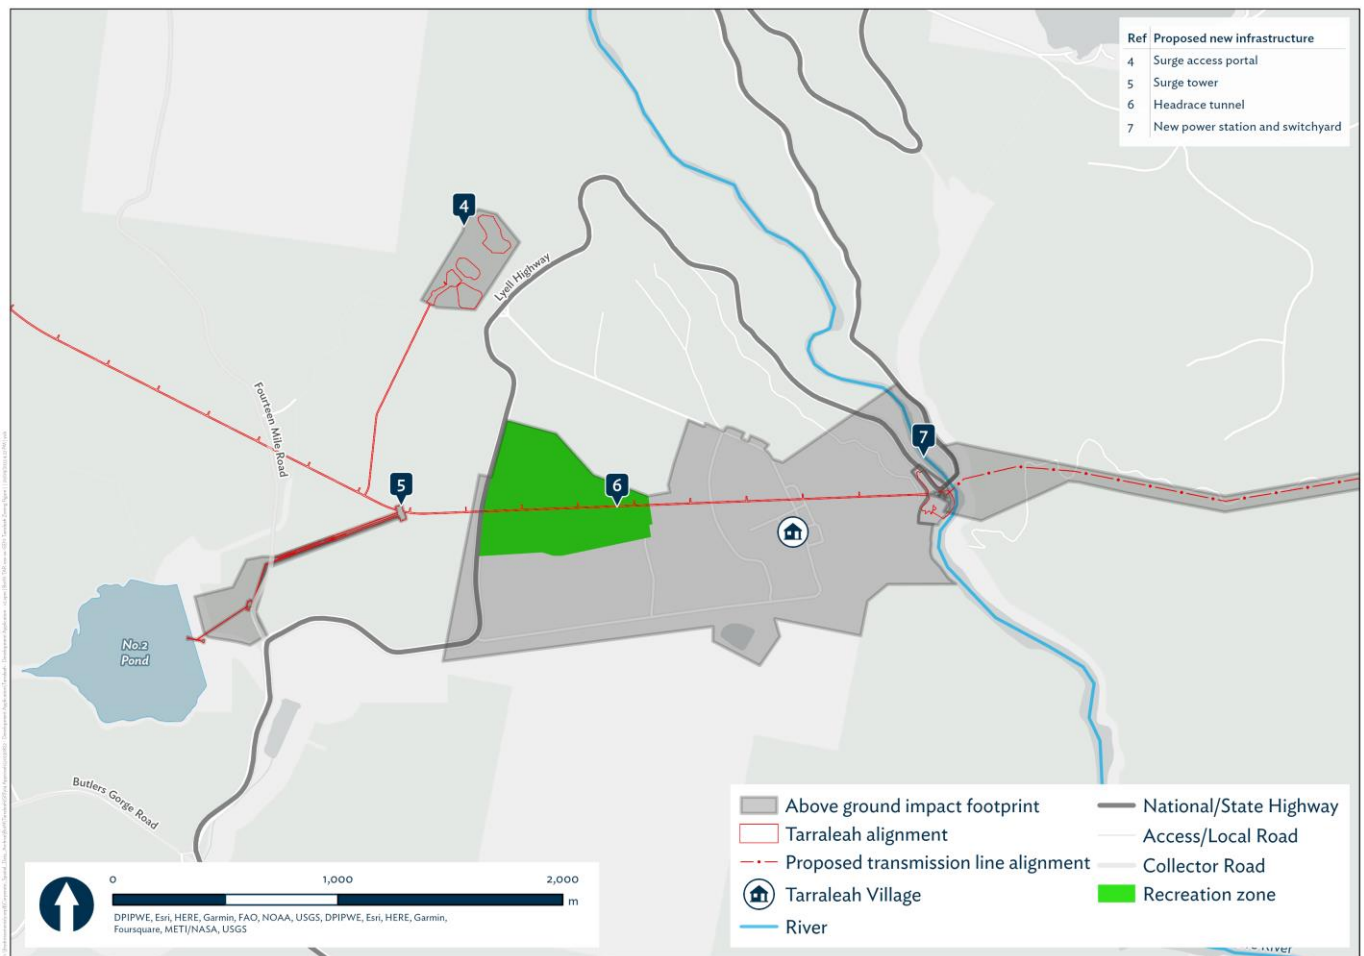 Ref Proposed new infrastructure
4 Surge access portal
5 Surge tower
6 Headrace tunnel
7 New power station and switchyard
4
Lyell Highway
Fourteen Mile Road
7
5
6
No.2
Pond
Butlers Gorge Road
Above ground impact footprint
Tarraleah alignment
Proposed transmission line alignment
Tarraleah Village
River
National/State Highway
Access/Local Road
Collector Road
Recreation zone
0 1,000 2,000
m
DPIPWE, Esri, HERE, Garmin, FAO, NOAA, USGS, DPIPWE, Esri, HERE, Garmin,
Foursquare, METI/NASA, USGS
River